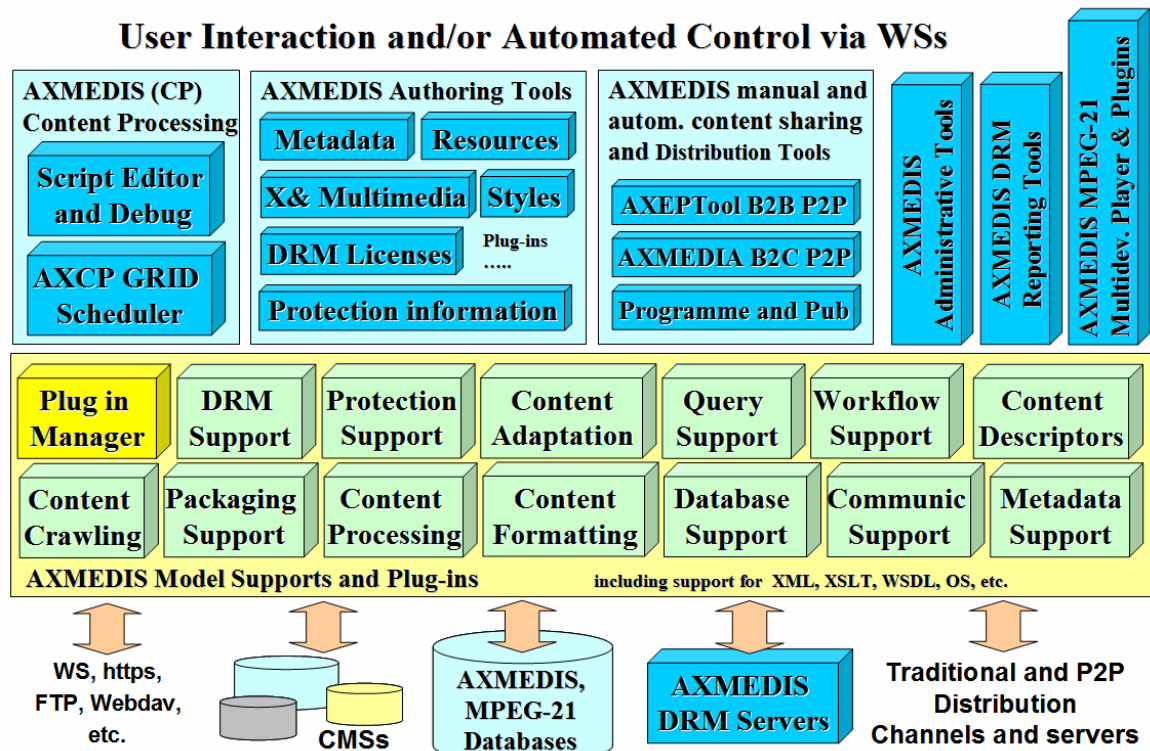 User Interaction and/or Automated Control via WSs
AXMEDIS (CP)
Content Processing
Script Editor
and Debug
AXCP GRID
Scheduler
AXMEDIS Authoring Tools
Metadata
Resources
X& Multimedia
Styles
DRM Licenses
Plug-ins
.....
Protection information
AXMEDIS manual and
autom. content sharing
and Distribution Tools
AXEPTool B2B P2P
AXMEDIA B2C P2P
Programme and Pub
AXMEDIS
Administrative Tools
AXMEDIS DRM
Reporting Tools
AXMEDIS MPEG-21
Multidev. Player & Plugins
Plug in
Manager
DRM
Support
Protection
Support
Content
Adaptation
Query
Support
Workflow
Support
Content
Descriptors
Content
Crawling
Packaging
Support
Content
Processing
Content
Formatting
Database
Support
Communic
Support
Metadata
Support
AXMEDIS Model Supports and Plug-ins
including support for XML, XSLT, WSDL, OS, etc.
WS, https,
FTP, Webdav,
etc.
CMSs
AXMEDIS,
MPEG-21
Databases
AXMEDIS
DRM Servers
Traditional and P2P
Distribution
Channels and servers